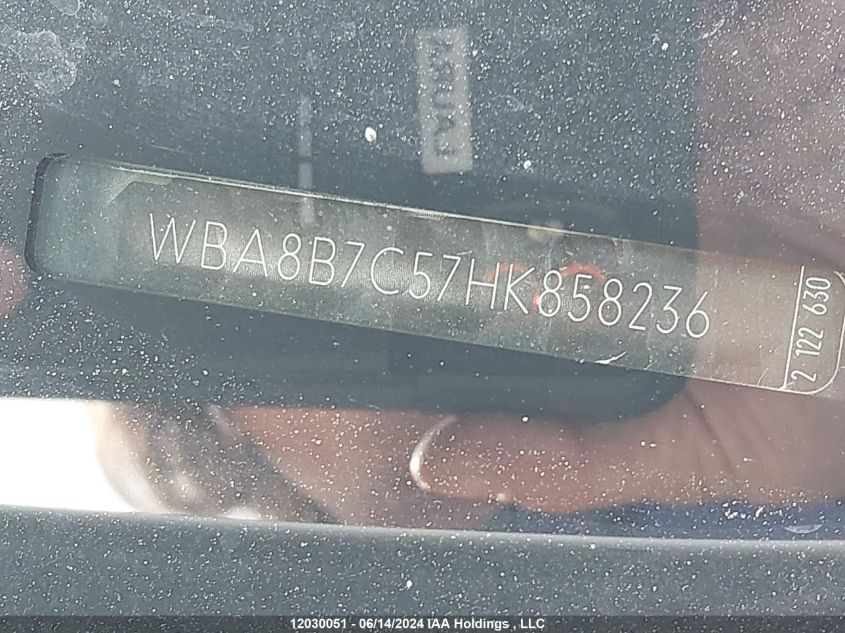 WBA8B7C57HK858236
2 122 630
12030051 - 06/14/2024 IAA Holdings , LLC